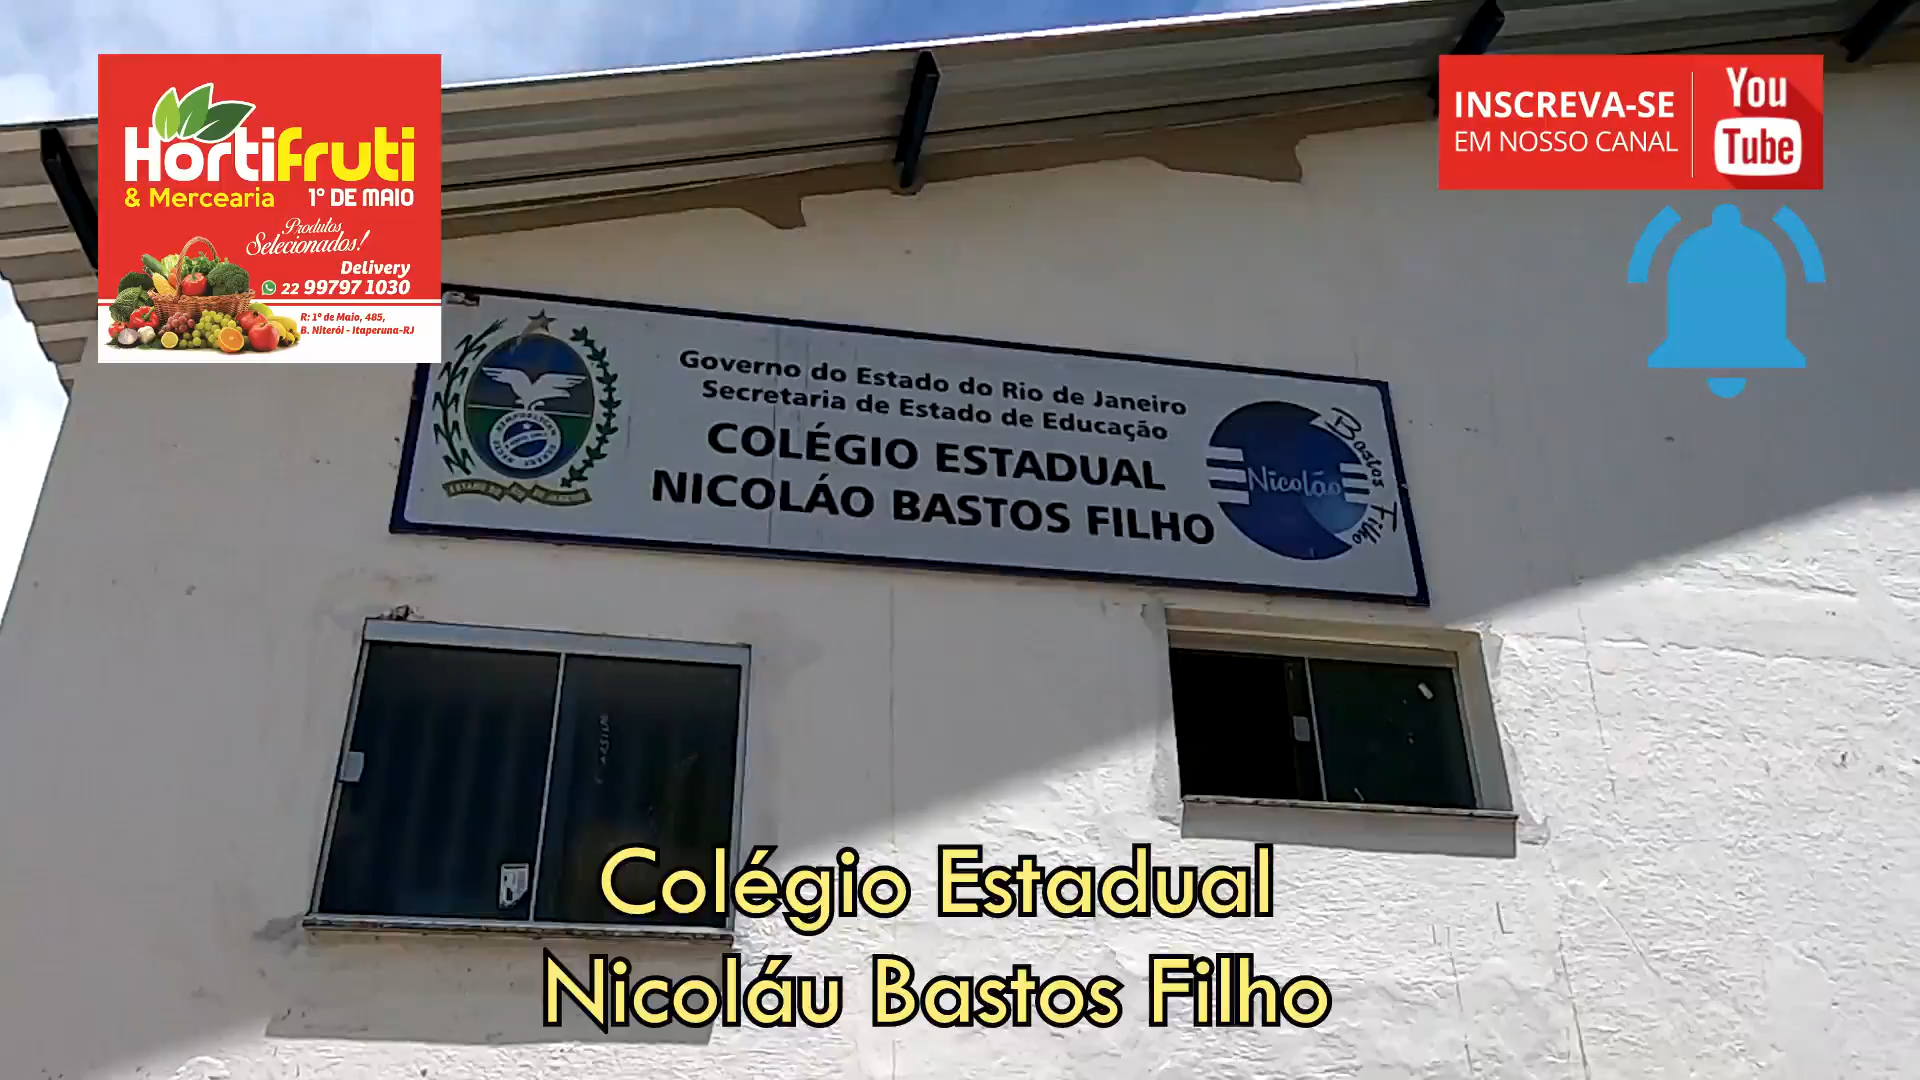 HortiFruti
& Mercearia 1º DE MAIO
Produtos
Selecionados!
Delivery
22 99797 1030
R: 1º de Maio, 485,
B. Niterói - Itaperuna-RJ
INSCREVA-SE
EM NOSSO CANAL
You
Tube
Governo do Estado do Rio de Janeiro
Secretaria de Estado de Educação
COLÉGIO ESTADUAL
NICOLÁO BASTOS FILHO
Nicoláo
Bastos Filho
Colégio Estadual
Nicoláu Bastos Filho